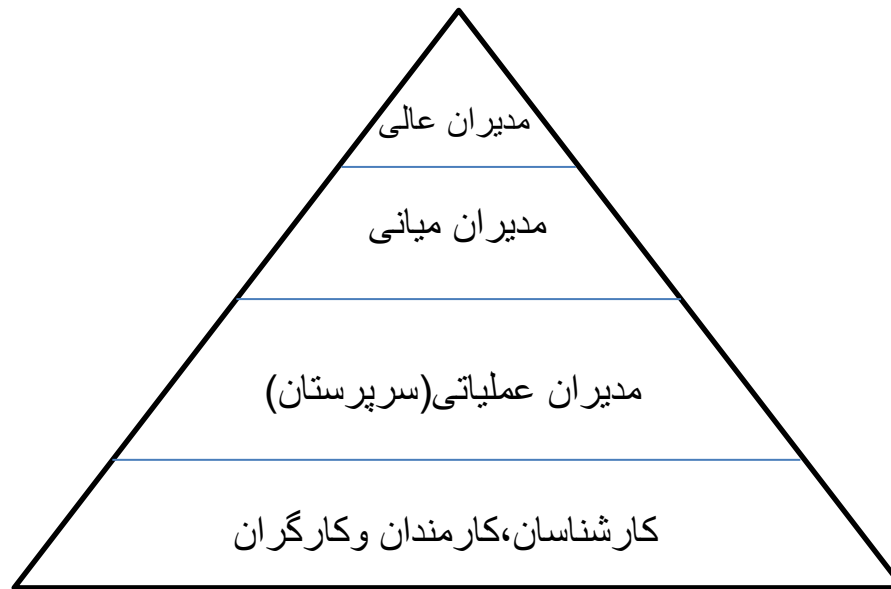 مدیران عالی
مدیران میانی
مدیران عملیاتی(سرپرستان)
کارشناسان،کارمندان وکارگران